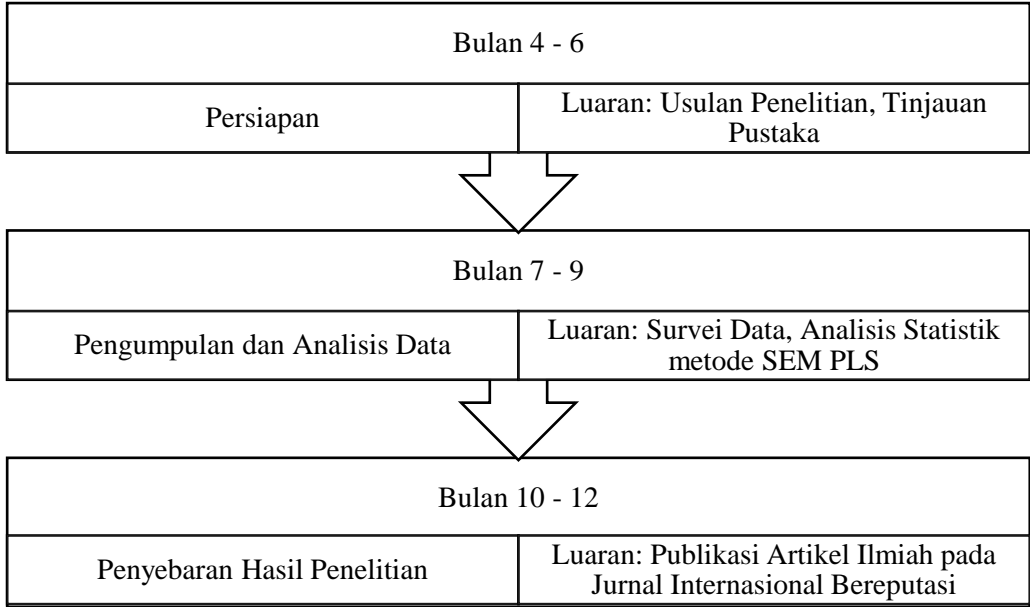 Bulan 4 - 6
Persiapan
Luaran: Usulan Penelitian, Tinjauan
Pustaka
Bulan 7 - 9
Pengumpulan dan Analisis Data
Luaran: Survei Data, Analisis Statistik
metode SEM PLS
Bulan 10 - 12
Penyebaran Hasil Penelitian
Luaran: Publikasi Artikel Ilmiah pada
Jurnal Internasional Bereputasi